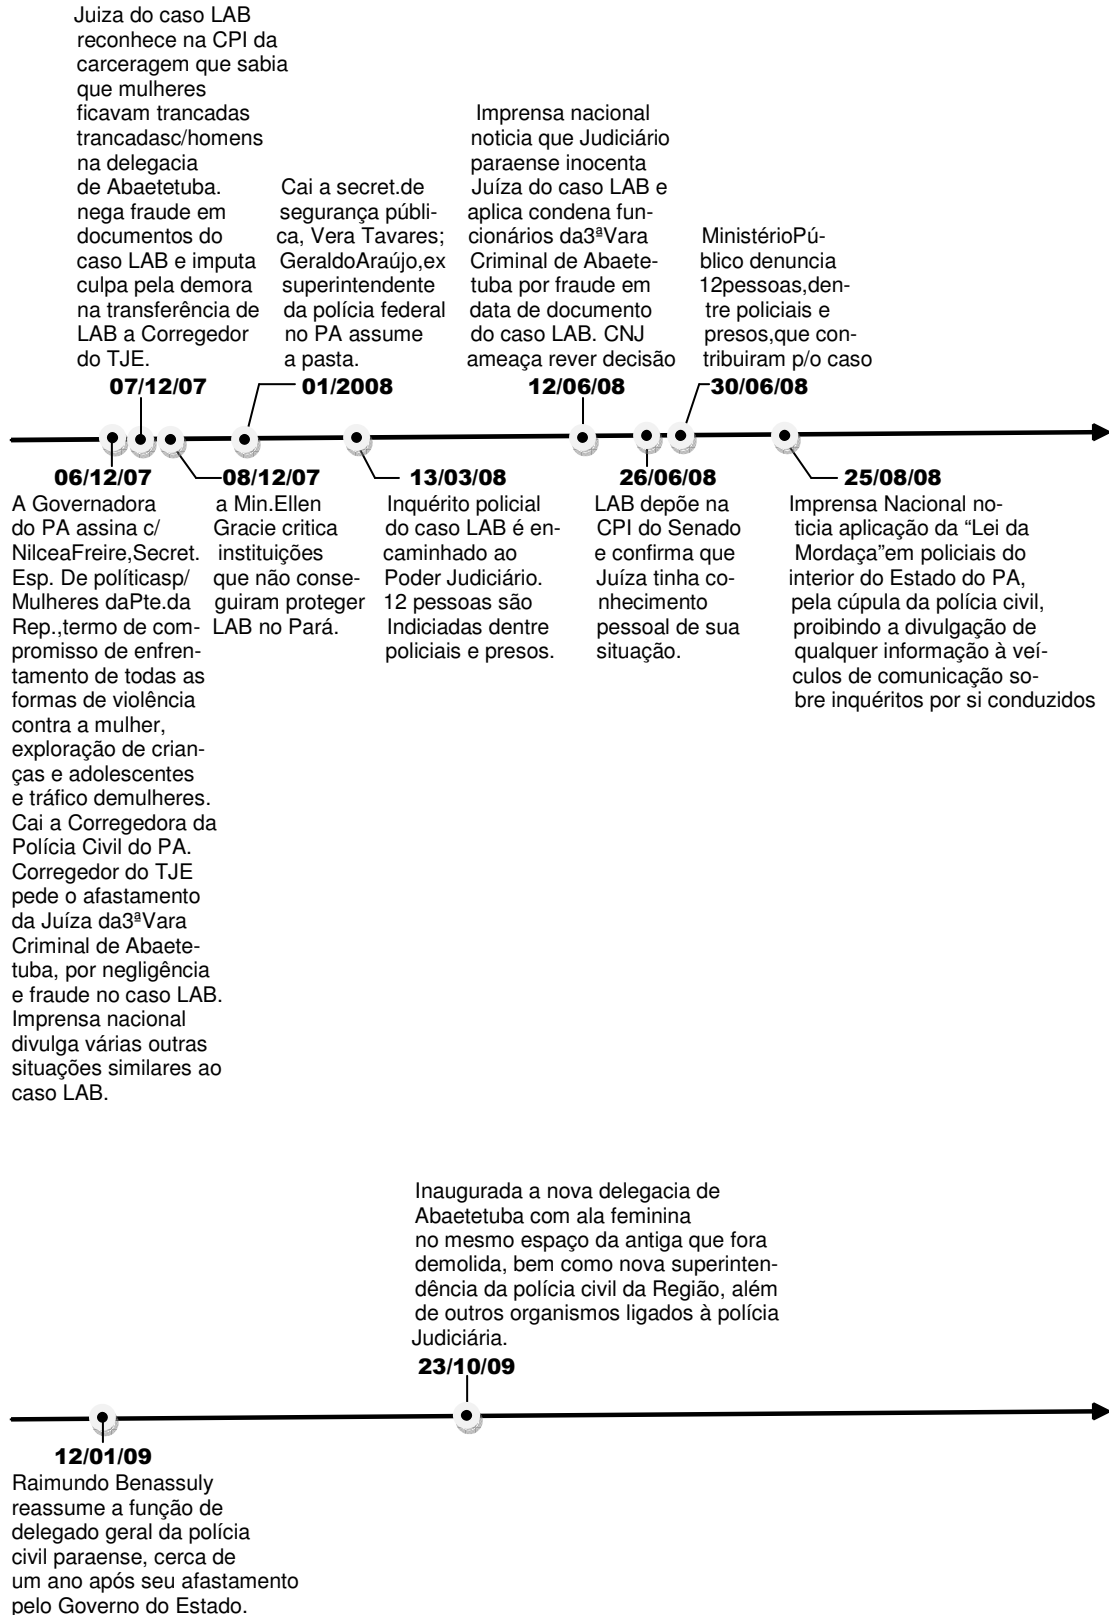 Juiza do caso LAB
reconhece na CPI da
carceragem que sabia
que mulheres
ficavam trancadas
trancadasc/homens
na delegacia
de Abaetetuba.
nega fraude em
documentos do
caso LAB e imputa
culpa pela demora
na transferência de
LAB a Corregedor
do TJE.
07/12/07
Cai a secret.de
segurança públi-
ca, Vera Tavares;
GeraldoAraújo,ex
superintendente
da polícia federal
no PA assume
a pasta.
01/2008
Imprensa nacional
noticia que Judiciário
paraense inocenta
Juíza do caso LAB e
aplica condena fun-
cionários da3ªVara
Criminal de Abaete-
tuba por fraude em
data de documento
do caso LAB. CNJ
ameaça rever decisão
12/06/08
MinistérioPú-
blico denuncia
12pessoas,den-
tre policiais e
presos,que con-
tribuiram p/o caso
30/06/08
06/12/07
A Governadora
do PA assina c/
NilceaFreire,Secret.
Esp. De políticasp/
Mulheres daPte.da
Rep.,termo de com-
promisso de enfren-
tamento de todas as
formas de violência
contra a mulher,
exploração de crian-
ças e adolescentes
e tráfico demulheres.
Cai a Corregedora da
Polícia Civil do PA.
Corregedor do TJE
pede o afastamento
da Juíza da3ªVara
Criminal de Abaete-
tuba, por negligência
e fraude no caso LAB.
Imprensa nacional
divulga várias outras
situações similares ao
caso LAB.
08/12/07
a Min.Ellen
Gracie critica
instituições
que não conse-
guiram proteger
LAB no Pará.
13/03/08
Inquérito policial
do caso LAB é en-
caminhado ao
Poder Judiciário.
12 pessoas são
Indiciadas dentre
policiais e presos.
26/06/08
LAB depõe na
CPI do Senado
e confirma que
Juíza tinha co-
nhecimento
pessoal de sua
situação.
25/08/08
Imprensa Nacional no-
ticia aplicação da “Lei da
Mordaça”em policiais do
interior do Estado do PA,
pela cúpula da polícia civil,
proibindo a divulgação de
qualquer informação à veí-
culos de comunicação so-
bre inquéritos por si conduzidos
Inaugurada a nova delegacia de
Abaetetuba com ala feminina
no mesmo espaço da antiga que fora
demolida, bem como nova superinten-
dência da polícia civil da Região, além
de outros organismos ligados à polícia
Judiciária.
23/10/09
12/01/09
Raimundo Benassuly
reassume a função de
delegado geral da polícia
civil paraense, cerca de
um ano após seu afastamento
pelo Governo do Estado.